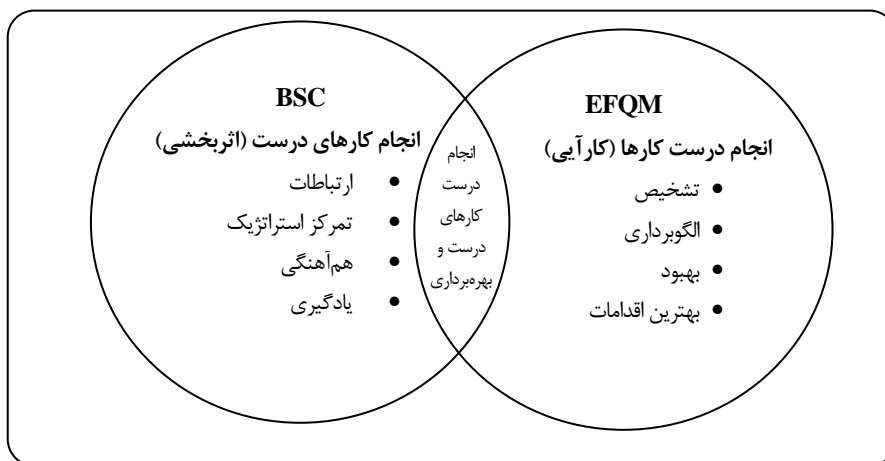 EFQM
انجام درست کارها (کارآیی)
• تشخیص
• الگوبرداری
• بهبود
• بهترین اقدامات
انجام
درست
کارهای
درست و
بهره‌برداری
BSC
انجام کارهای درست (اثربخشی)
• ارتباطات
• تمرکز استراتژیک
• هم‌آهنگی
• یادگیری